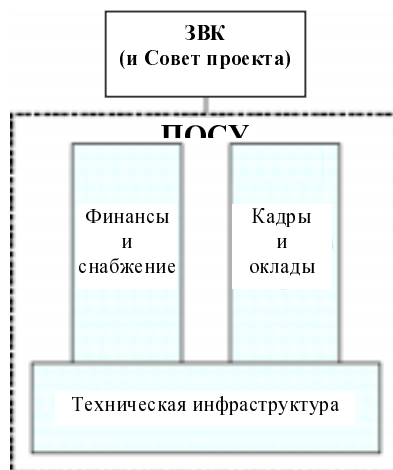 ЗВК
(и Совет проекта)
ПОСУ
Финансы
и
снабжение
Кадры
и
оклады
Техническая инфраструктура